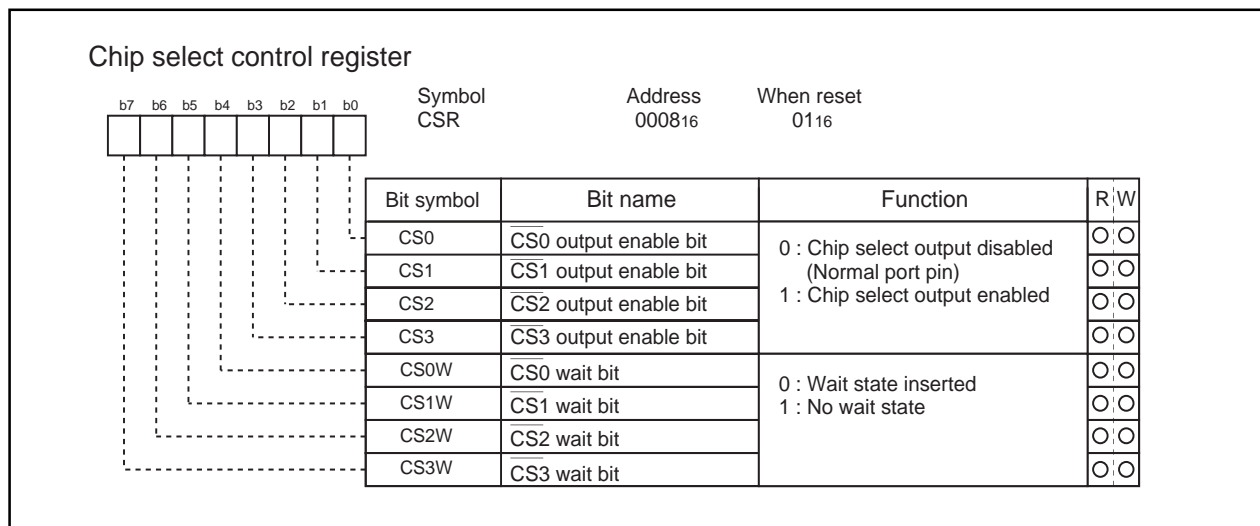 Chip select control register
Symbol Address When reset
b7 b6 b5 b4 b3 b2 b1 b0
CSR 000816 0116
Bit symbol Bit name Function R W
CS0 CS0 output enable bit
0 : Chip select output disabled
(Normal port pin)
1 : Chip select output enabled
CS1 CS1 output enable bit
CS2 CS2 output enable bit
CS3 CS3 output enable bit
CS0W CS0 wait bit
0 : Wait state inserted
1 : No wait state
CS1W CS1 wait bit
CS2W CS2 wait bit
CS3W CS3 wait bit